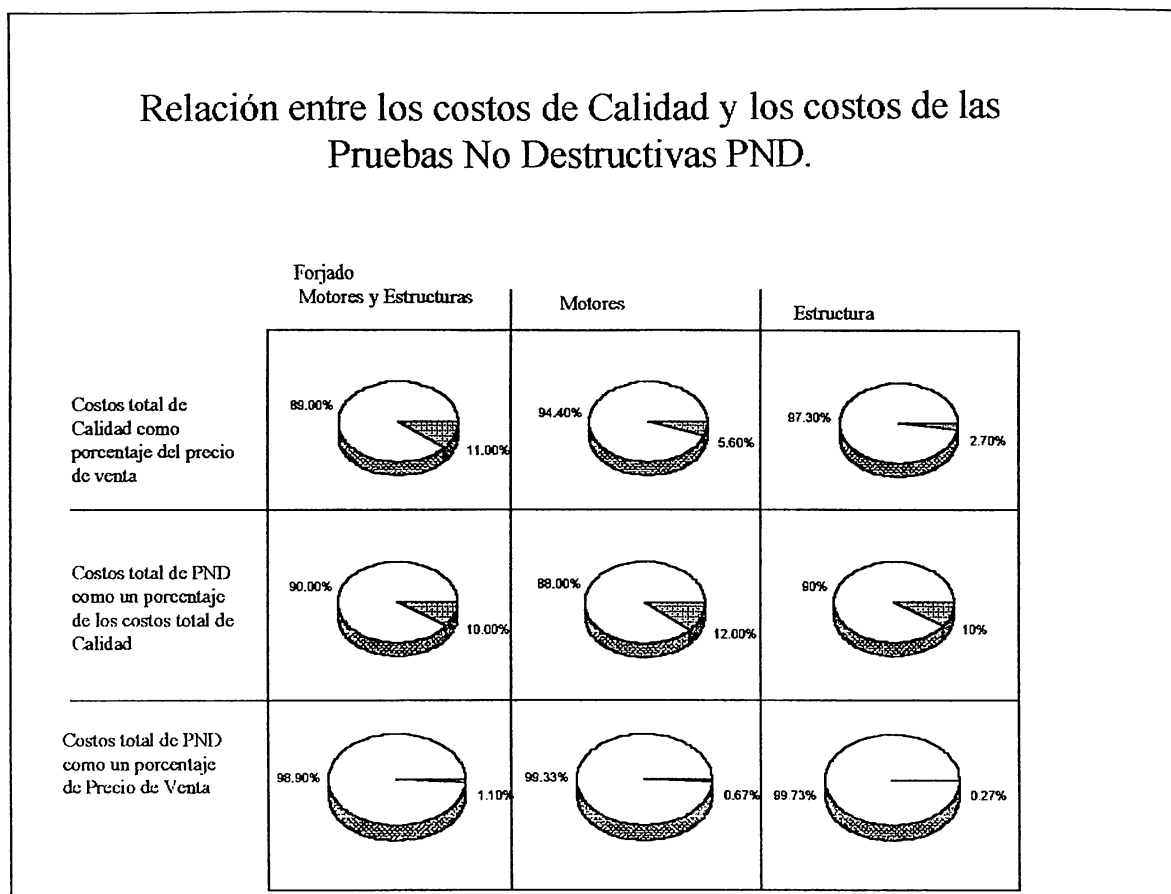 Relación entre los costos de Calidad y los costos de las
Pruebas No Destructivas PND.
Forjado
Motores y Estructuras
Motores
Estructura
Costos total de
Calidad como
porcentaje del precio
de venta
89.00%
11.00%
94.40%
5.60%
97.30%
2.70%
Costos total de PND
como un porcentaje
de los costos total de
Calidad
90.00%
10.00%
88.00%
12.00%
90%
10%
Costos total de PND
como un porcentaje
de Precio de Venta
98.90%
1.10%
99.33%
0.67%
99.73%
0.27%